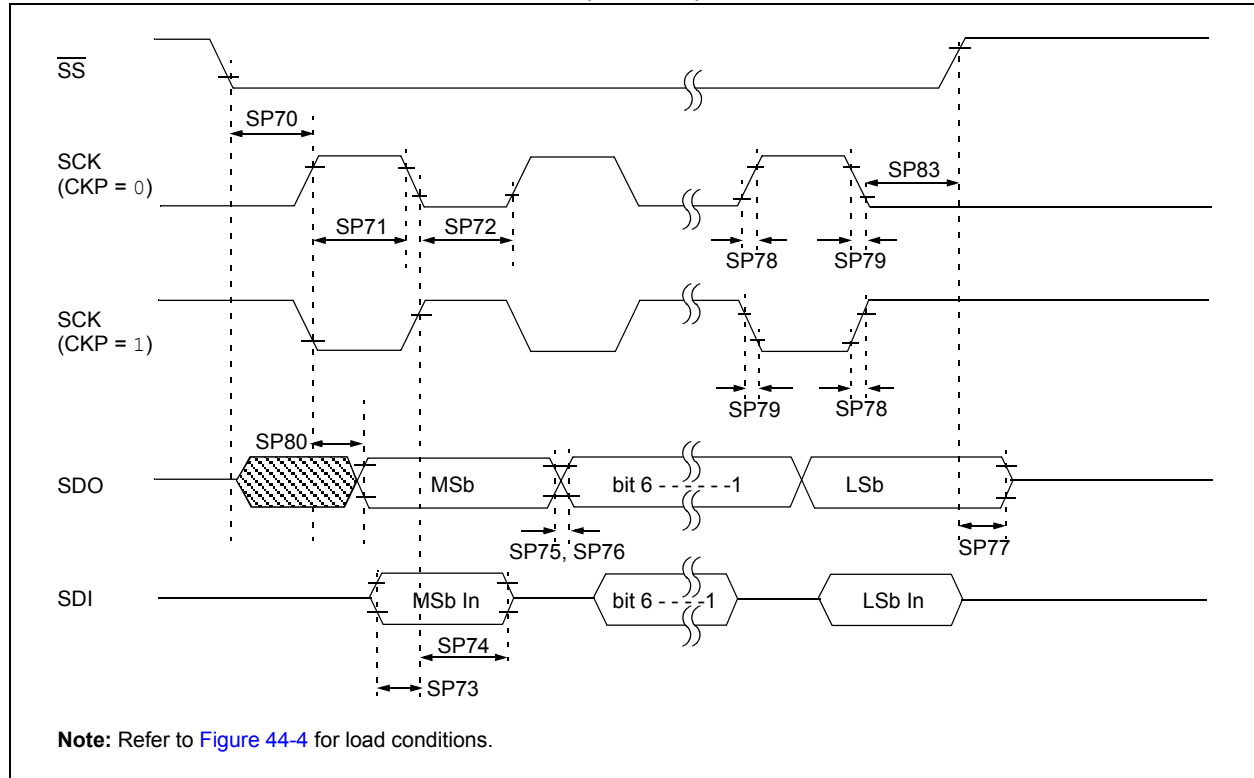 SS
SP70
SCK
(CKP = 0)
SP83
SP71
SP72
SP78
SP79
SCK
(CKP = 1)
SP79
SP78
SP80
SDO
MSb
bit 6 - - - - - -1
LSb
SP75, SP76
SP77
SDI
MSb In
bit 6 - - - -1
LSb In
SP74
SP73
Note: Refer to Figure 44-4 for load conditions.